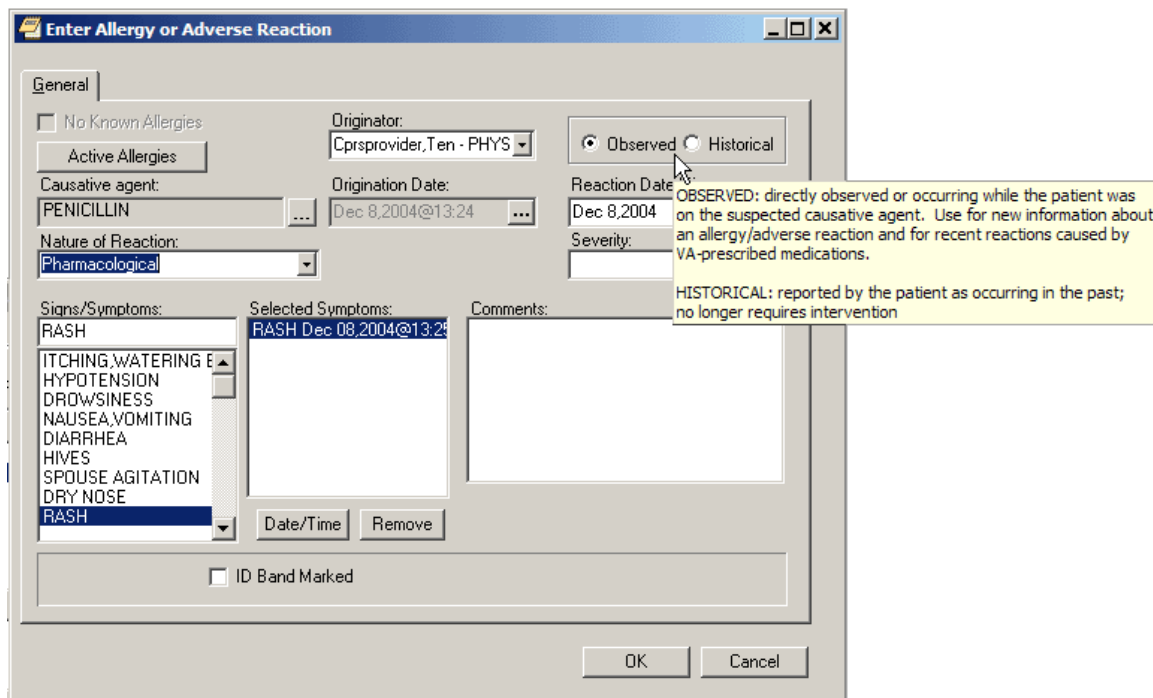 Enter Allergy or Adverse Reaction
General
No Known Allergies
Active Allergies
Originator:
Cprsprovider,Ten - PHYS
Observed
Historical
Causative agent:
PENICILLIN
...
Origination Date:
Dec 8,2004@13:24
...
Reaction Date
Dec 8,2004
Nature of Reaction:
Pharmacological
Severity:
OBSERVED: directly observed or occurring while the patient was
on the suspected causative agent. Use for new information about
an allergy/adverse reaction and for recent reactions caused by
VA-prescribed medications.
HISTORICAL: reported by the patient as occurring in the past;
no longer requires intervention
Signs/Symptoms:
RASH
ITCHING,WATERING
HYPOTENSION
DROWSINESS
NAUSEA,VOMITING
DIARRHEA
HIVES
SPOUSE AGITATION
DRY NOSE
RASH
Selected Symptoms:
RASH Dec 08,2004@13:25
Comments:
Date/Time
Remove
ID Band Marked
OK
Cancel